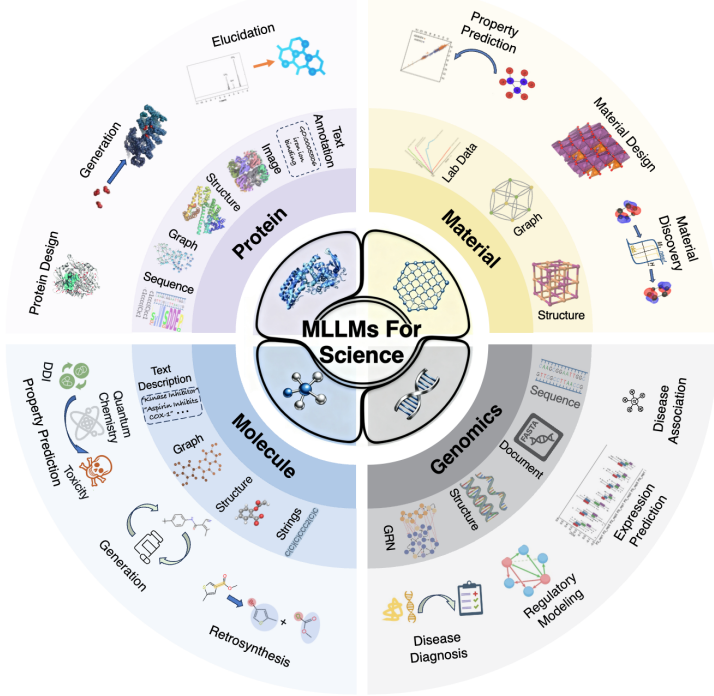 Elucidation
Generation
Protein Design
Text
Annotation
iron ion
binding
Image
Structure
Graph
Sequence
Protein
Property
Prediction
Material Design
Material
Discovery
Lab Data
Graph
Structure
Material
MLLMs For
Science
DDI
Quantum
Chemistry
Toxicity
Property Prediction
Generation
Retrosynthesis
+
Text
Description
"Kinase Inhibitor"
"Aspirin inhibits
COX-1" ...
Graph
Structure
Strings
Molecule
Genomics
Sequence
FASTA
Document
Structure
GRN
Disease
Association
Expression
Prediction
Regulatory
Modeling
Disease
Diagnosis